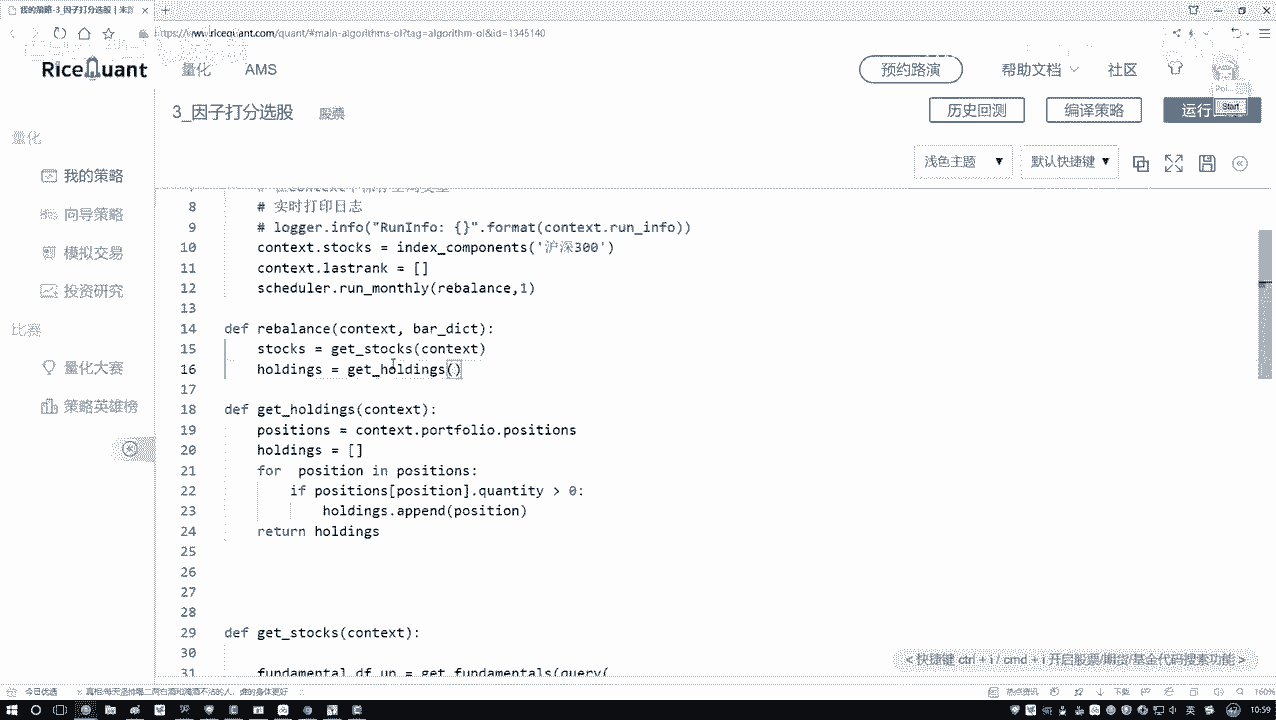 我的策略-3_因子打分选股 | 米筐
https://www.ricequant.com/quant/#main-algorithms-ol?tag=algorithm-ol&id=1345140
RiceQuant 量化 AMS 预约路演 帮助文档 社区
3_因子打分选股 股票 历史回测 编译策略 运行
Start
量化
浅色主题 默认快捷键
我的策略
向导策略
模拟交易
投资研究
比赛
量化大赛
策略英雄榜
8 # 实时打印日志
9 # logger.info("RunInfo: {}".format(context.run_info))
10 context.stocks = index_components('沪深300')
11 context.lastrank = []
12 scheduler.run_monthly(rebalance,1)
13
14 def rebalance(context, bar_dict):
15 stocks = get_stocks(context)
16 holdings = get_holdings()
17
18 def get_holdings(context):
19 positions = context.portfolio.positions
20 holdings = []
21 for  position in positions:
22 if positions[position].quantity > 0:
23 holdings.append(position)
24 return holdings
25
26
27
28
29 def get_stocks(context):
30
31 fundamental_df_up = get_fundamentals(query(
<快捷键 ctrl + i / cmd + i 开启股票/期货/基金代码搜索功能 >
今日优选 热点资讯 下载 160%
英 10:59